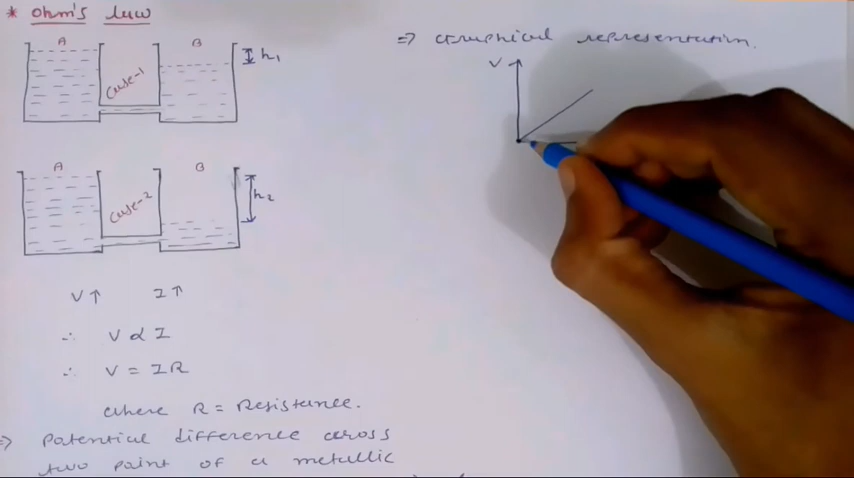 * Ohm's law
A B
Case-1
h1
A B
Case-2
h2
V↑ I↑
∴ V ∝ I
∴ V = IR
where R = Resistance.
⇒ Potential difference across
two point of a metallic
⇒ Graphical representation.
V